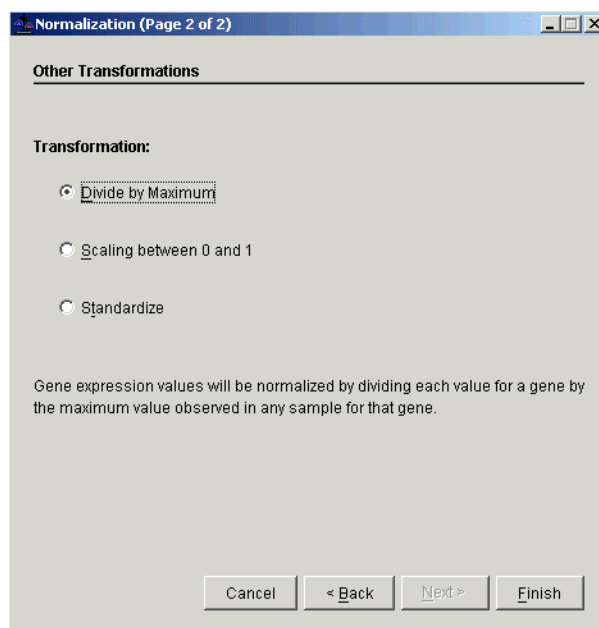 Normalization (Page 2 of 2)
Other Transformations
Transformation:
Divide by Maximum
Scaling between 0 and 1
Standardize
Gene expression values will be normalized by dividing each value for a gene by
the maximum value observed in any sample for that gene.
Cancel < Back Next > Finish